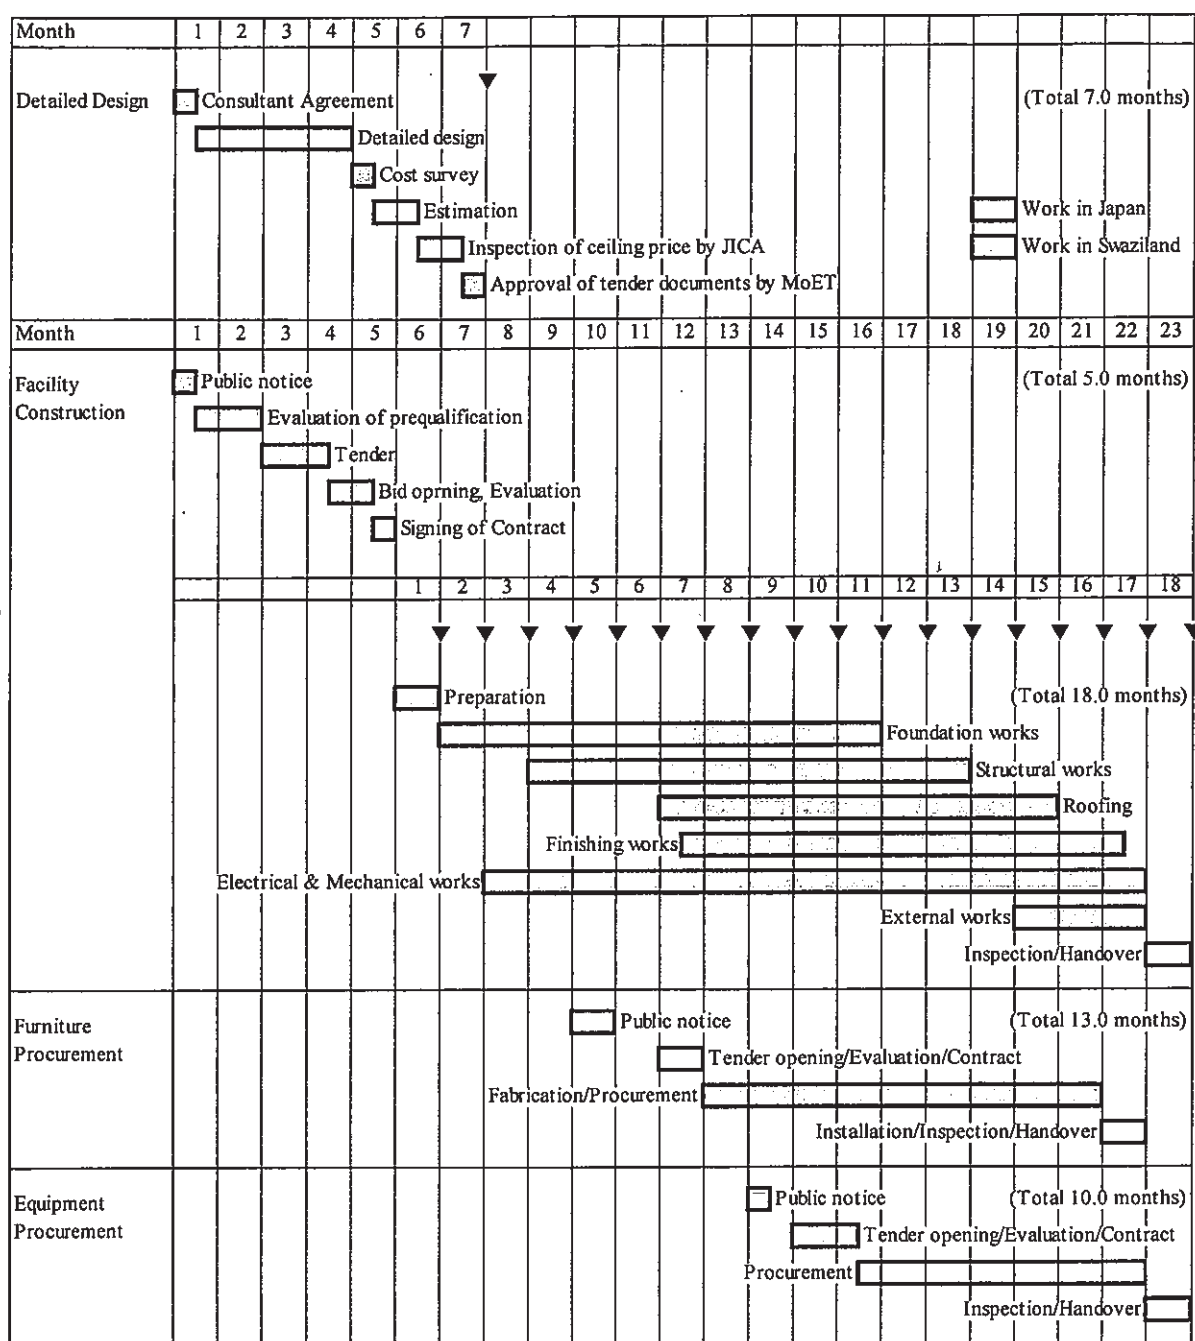 Month 1 2 3 4 5 6 7
Detailed Design Consultant Agreement (Total 7.0 months)
Detailed design
Cost survey
Estimation Work in Japan
Inspection of ceiling price by JICA Work in Swaziland
Approval of tender documents by MoET
Month 1 2 3 4 5 6 7 8 9 10 11 12 13 14 15 16 17 18 19 20 21 22 23
Facility Public notice (Total 5.0 months)
Construction Evaluation of prequalification
Tender
Bid oprning, Evaluation
Signing of Contract
1 2 3 4 5 6 7 8 9 10 11 12 13 14 15 16 17 18
Preparation (Total 18.0 months)
Foundation works
Structural works
Roofing
Finishing works
Electrical & Mechanical works
External works
Inspection/Handover
Furniture Public notice (Total 13.0 months)
Procurement Tender opening/Evaluation/Contract
Fabrication/Procurement
Installation/Inspection/Handover
Equipment Public notice (Total 10.0 months)
Procurement Tender opening/Evaluation/Contract
Procurement
Inspection/Handover